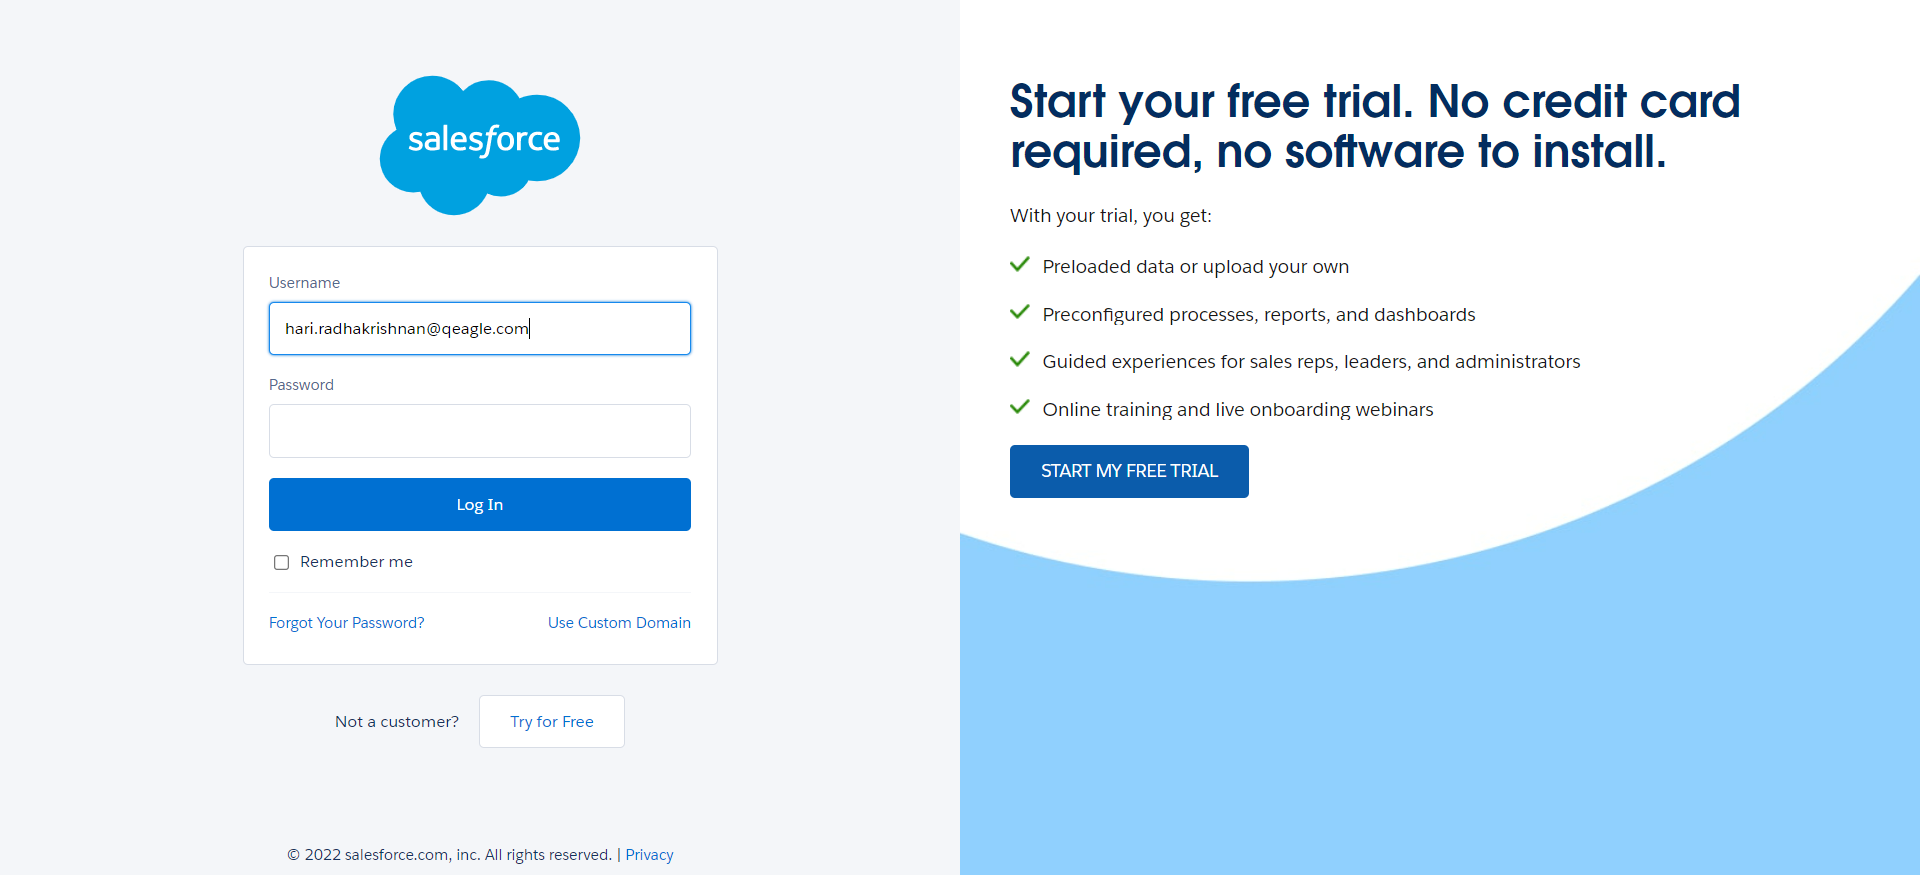 salesforce
Username
hari.radhakrishnan@qeagle.com
Password
Log In
Remember me
Forgot Your Password?
Use Custom Domain
Not a customer?
Try for Free
© 2022 salesforce.com, inc. All rights reserved. | Privacy
Start your free trial. No credit card
required, no software to install.
With your trial, you get:
Preloaded data or upload your own
Preconfigured processes, reports, and dashboards
Guided experiences for sales reps, leaders, and administrators
Online training and live onboarding webinars
START MY FREE TRIAL